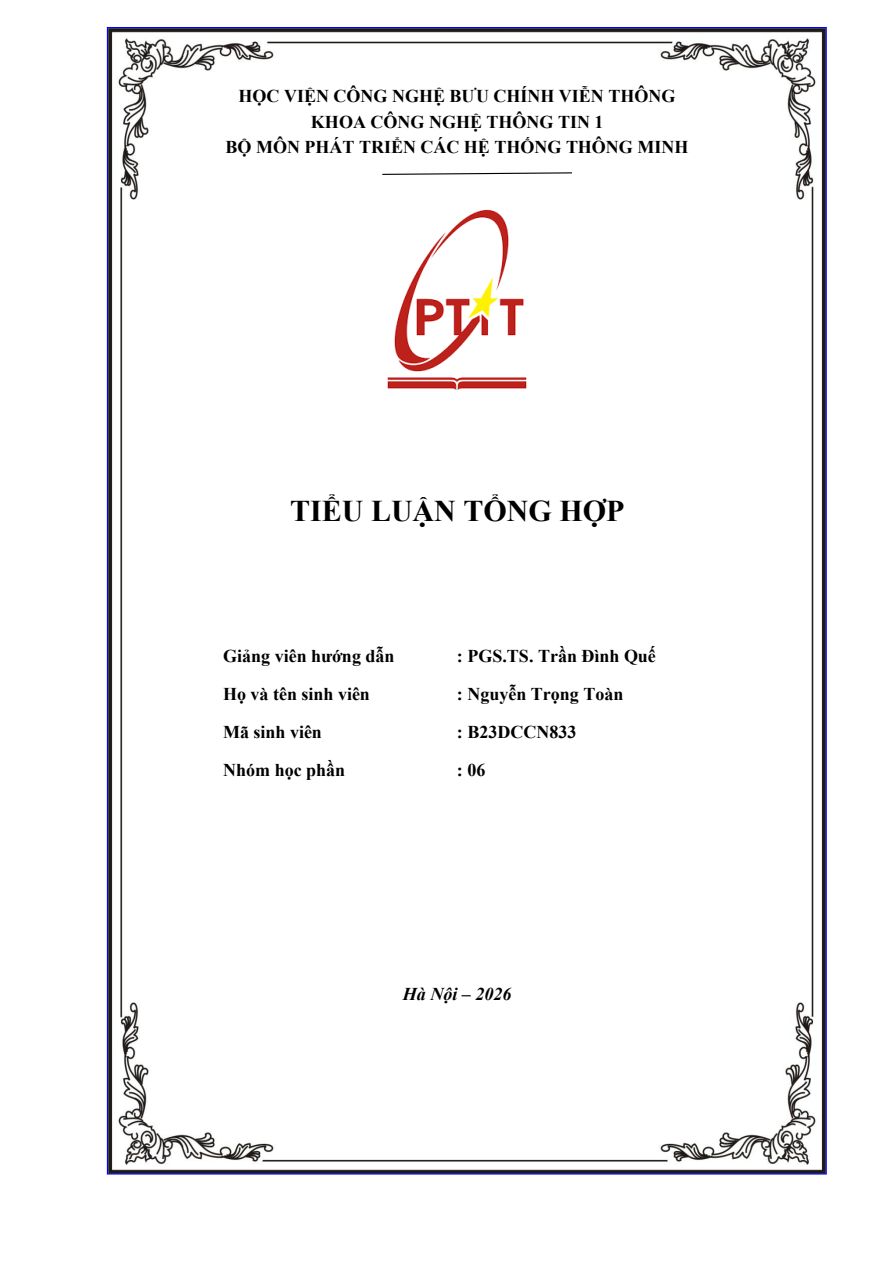 HỌC VIỆN CÔNG NGHỆ BƯU CHÍNH VIỄN THÔNG
KHOA CÔNG NGHỆ THÔNG TIN 1
BỘ MÔN PHÁT TRIỂN CÁC HỆ THỐNG THÔNG MINH
PTIT
TIỂU LUẬN TỔNG HỢP
Giảng viên hướng dẫn : PGS.TS. Trần Đình Quế
Họ và tên sinh viên : Nguyễn Trọng Toàn
Mã sinh viên : B23DCCN833
Nhóm học phần : 06
Hà Nội – 2026